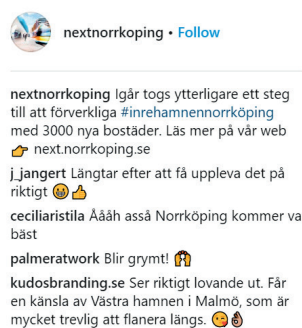 nextnorrkoping • Follow
nextnorrkoping Igår togs ytterligare ett steg
till att förverkliga #inrehamnennorrköping
med 3000 nya bostäder. Läs mer på vår web
👉 next.norrkoping.se
j_jangert Längtar efter att få uppleva det på
riktigt 😀👍
ceciliaristila Åååh asså Norrköping kommer va
bäst
palmeratwork Blir grymt! 🙌
kudosbranding.se Ser riktigt lovande ut. Får
en känsla av Västra hamnen i Malmö, som är
mycket trevlig att flanera längs. 😉👌